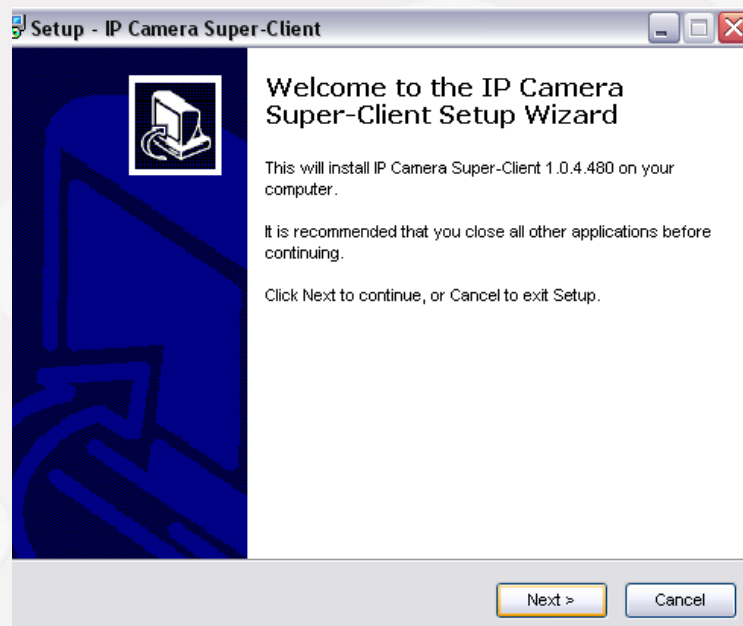 Setup - IP Camera Super-Client
Welcome to the IP Camera
Super-Client Setup Wizard
This will install IP Camera Super-Client 1.0.4.480 on your
computer.
It is recommended that you close all other applications before
continuing.
Click Next to continue, or Cancel to exit Setup.
Next >
Cancel